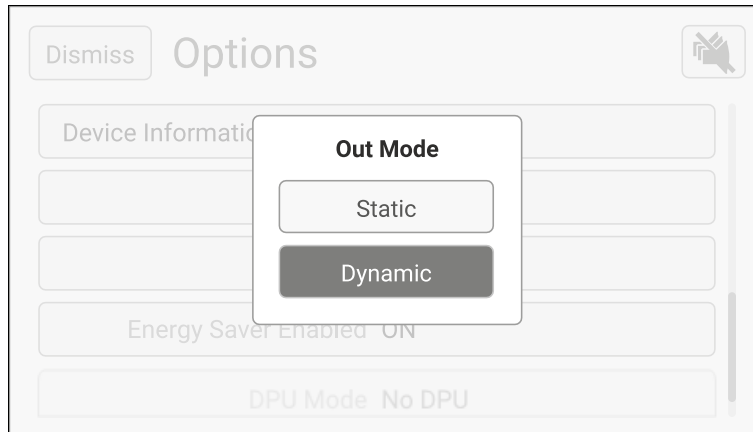 Dismiss Options
Device Informatio
Out Mode
Static
Dynamic
Energy Saver Enabled ON
DPU Mode No DPU